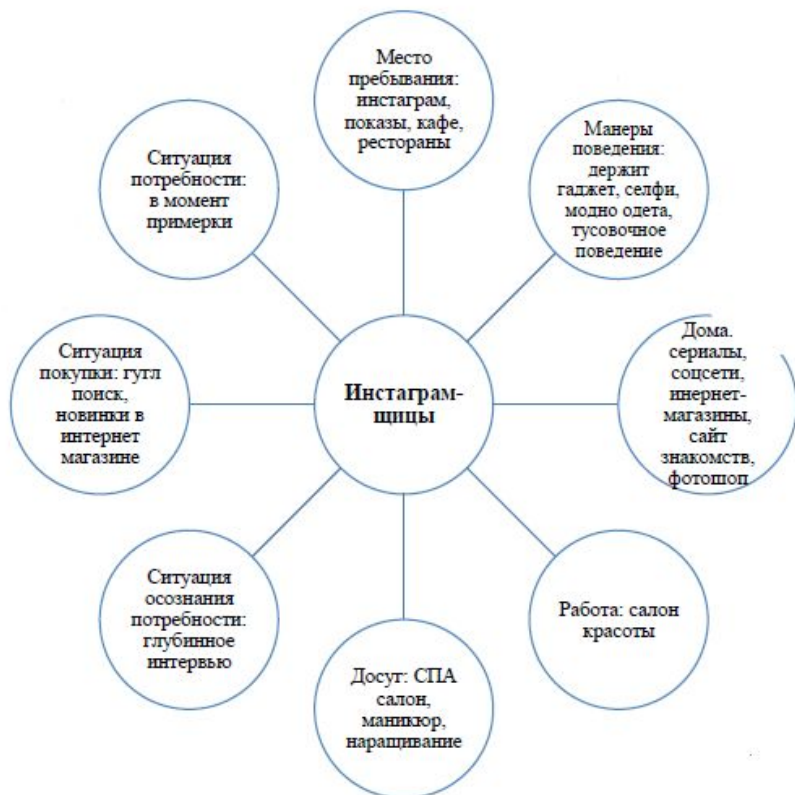 Место
пребывания:
инстаграм,
показы, кафе,
рестораны
Манеры
поведения:
держит
гаджет, селфи,
модно одета,
тусовочное
поведение
Дома.
сериалы,
соцсети,
инернет-
магазины,
сайт
знакомств,
фотошоп
Работа: салон
красоты
Досуг: СПА
салон,
маникюр,
наращивание
Ситуация
осознания
потребности:
глубинное
интервью
Ситуация
покупки: гугл
поиск,
новинки в
интернет
магазине
Ситуация
потребности:
в момент
примерки
Инстаграм-
щицы